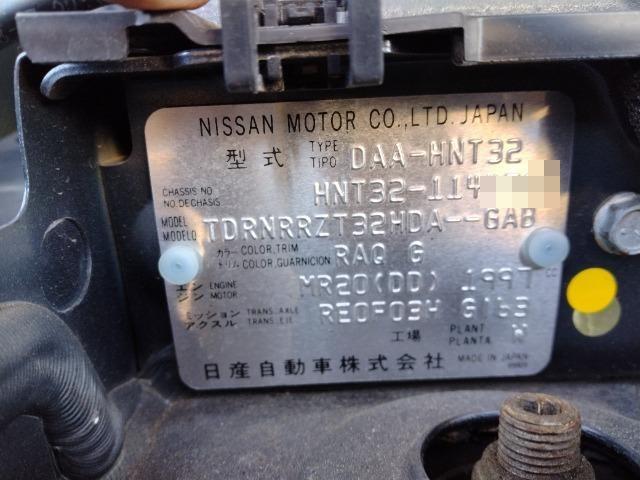 NISSAN MOTOR CO.,LTD. JAPAN
型式 TYPE TIPO DAA-HNT32
CHASSIS NO. NO.DE CHASIS HNT32-114
MODEL MODELO TDRNRRZT32HDA--GAB
カラー トリム COLOR,TRIM COLOR,GUARNICION RAQ G
エンジン ENGINE MOTOR MR20(DD) 1997 cc
ミッション アクスル TRANS.AXLE TRANS.EJE RE0F03H G163
工場 PLANT PLANTA W
日産自動車株式会社 MADE IN JAPAN